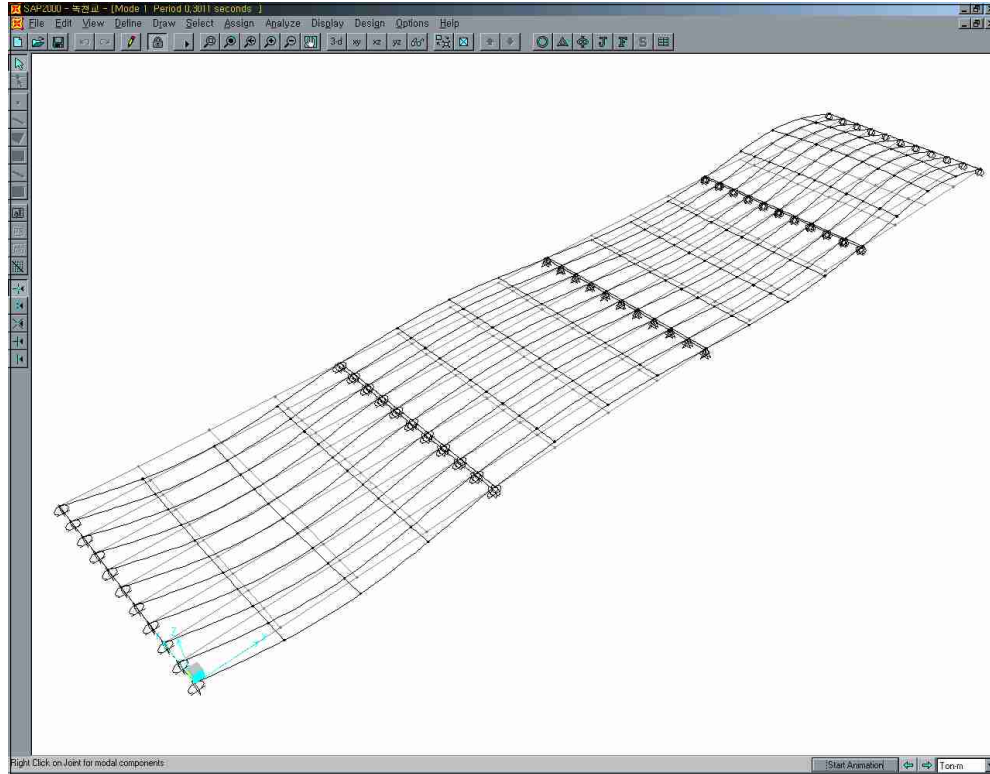 SAP2000 - 녹천교 - [Mode 1 Period 0,3011 seconds ]
File Edit View Define Draw Select Assign Analyze Display Design Options Help
3-d xy xz yz
J F S
Z
Right Click on Joint for modal components
Start Animation
Ton-m